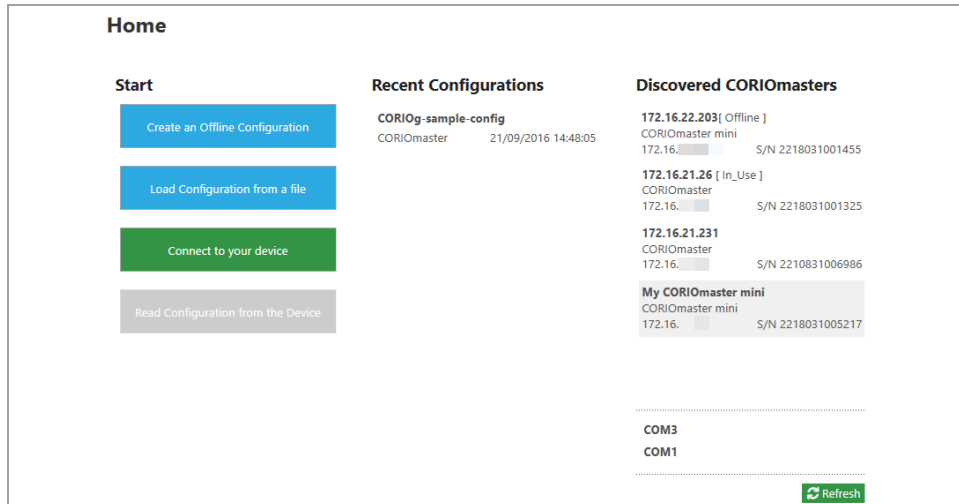 Home
Start
Create an Offline Configuration
Load Configuration from a file
Connect to your device
Read Configuration from the Device
Recent Configurations
CORIOg-sample-config
CORIOmaster 21/09/2016 14:48:05
Discovered CORIOmasters
172.16.22.203[ Offline ]
CORIOmaster mini
172.16. S/N 2218031001455
172.16.21.26 [ In_Use ]
CORIOmaster
172.16. S/N 2218031001325
172.16.21.231
CORIOmaster
172.16. S/N 2210831006986
My CORIOmaster mini
CORIOmaster mini
172.16. S/N 2218031005217
COM3
COM1
Refresh